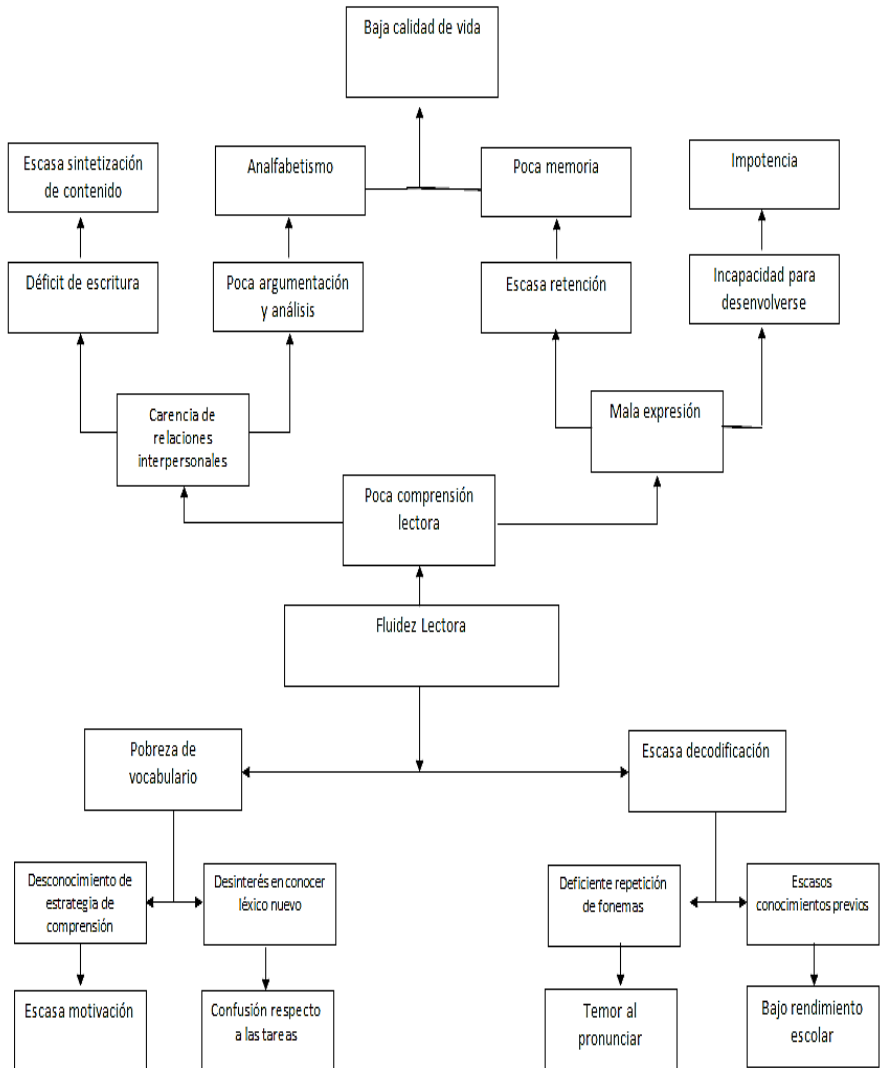 Baja calidad de vida
Escasa sintetización
de contenido
Analfabetismo
Poca memoria
Impotencia
Déficit de escritura
Poca argumentación
y análisis
Escasa retención
Incapacidad para
desenvolverse
Carencia de
relaciones
interpersonales
Mala expresión
Poca comprensión
lectora
Fluidez Lectora
Pobreza de
vocabulario
Escasa decodificación
Desconocimiento de
estrategia de
comprensión
Desinterés en conocer
léxico nuevo
Deficiente repetición
de fonemas
Escasos
conocimientos previos
Escasa motivación
Confusión respecto
a las tareas
Temor al
pronunciar
Bajo rendimiento
escolar